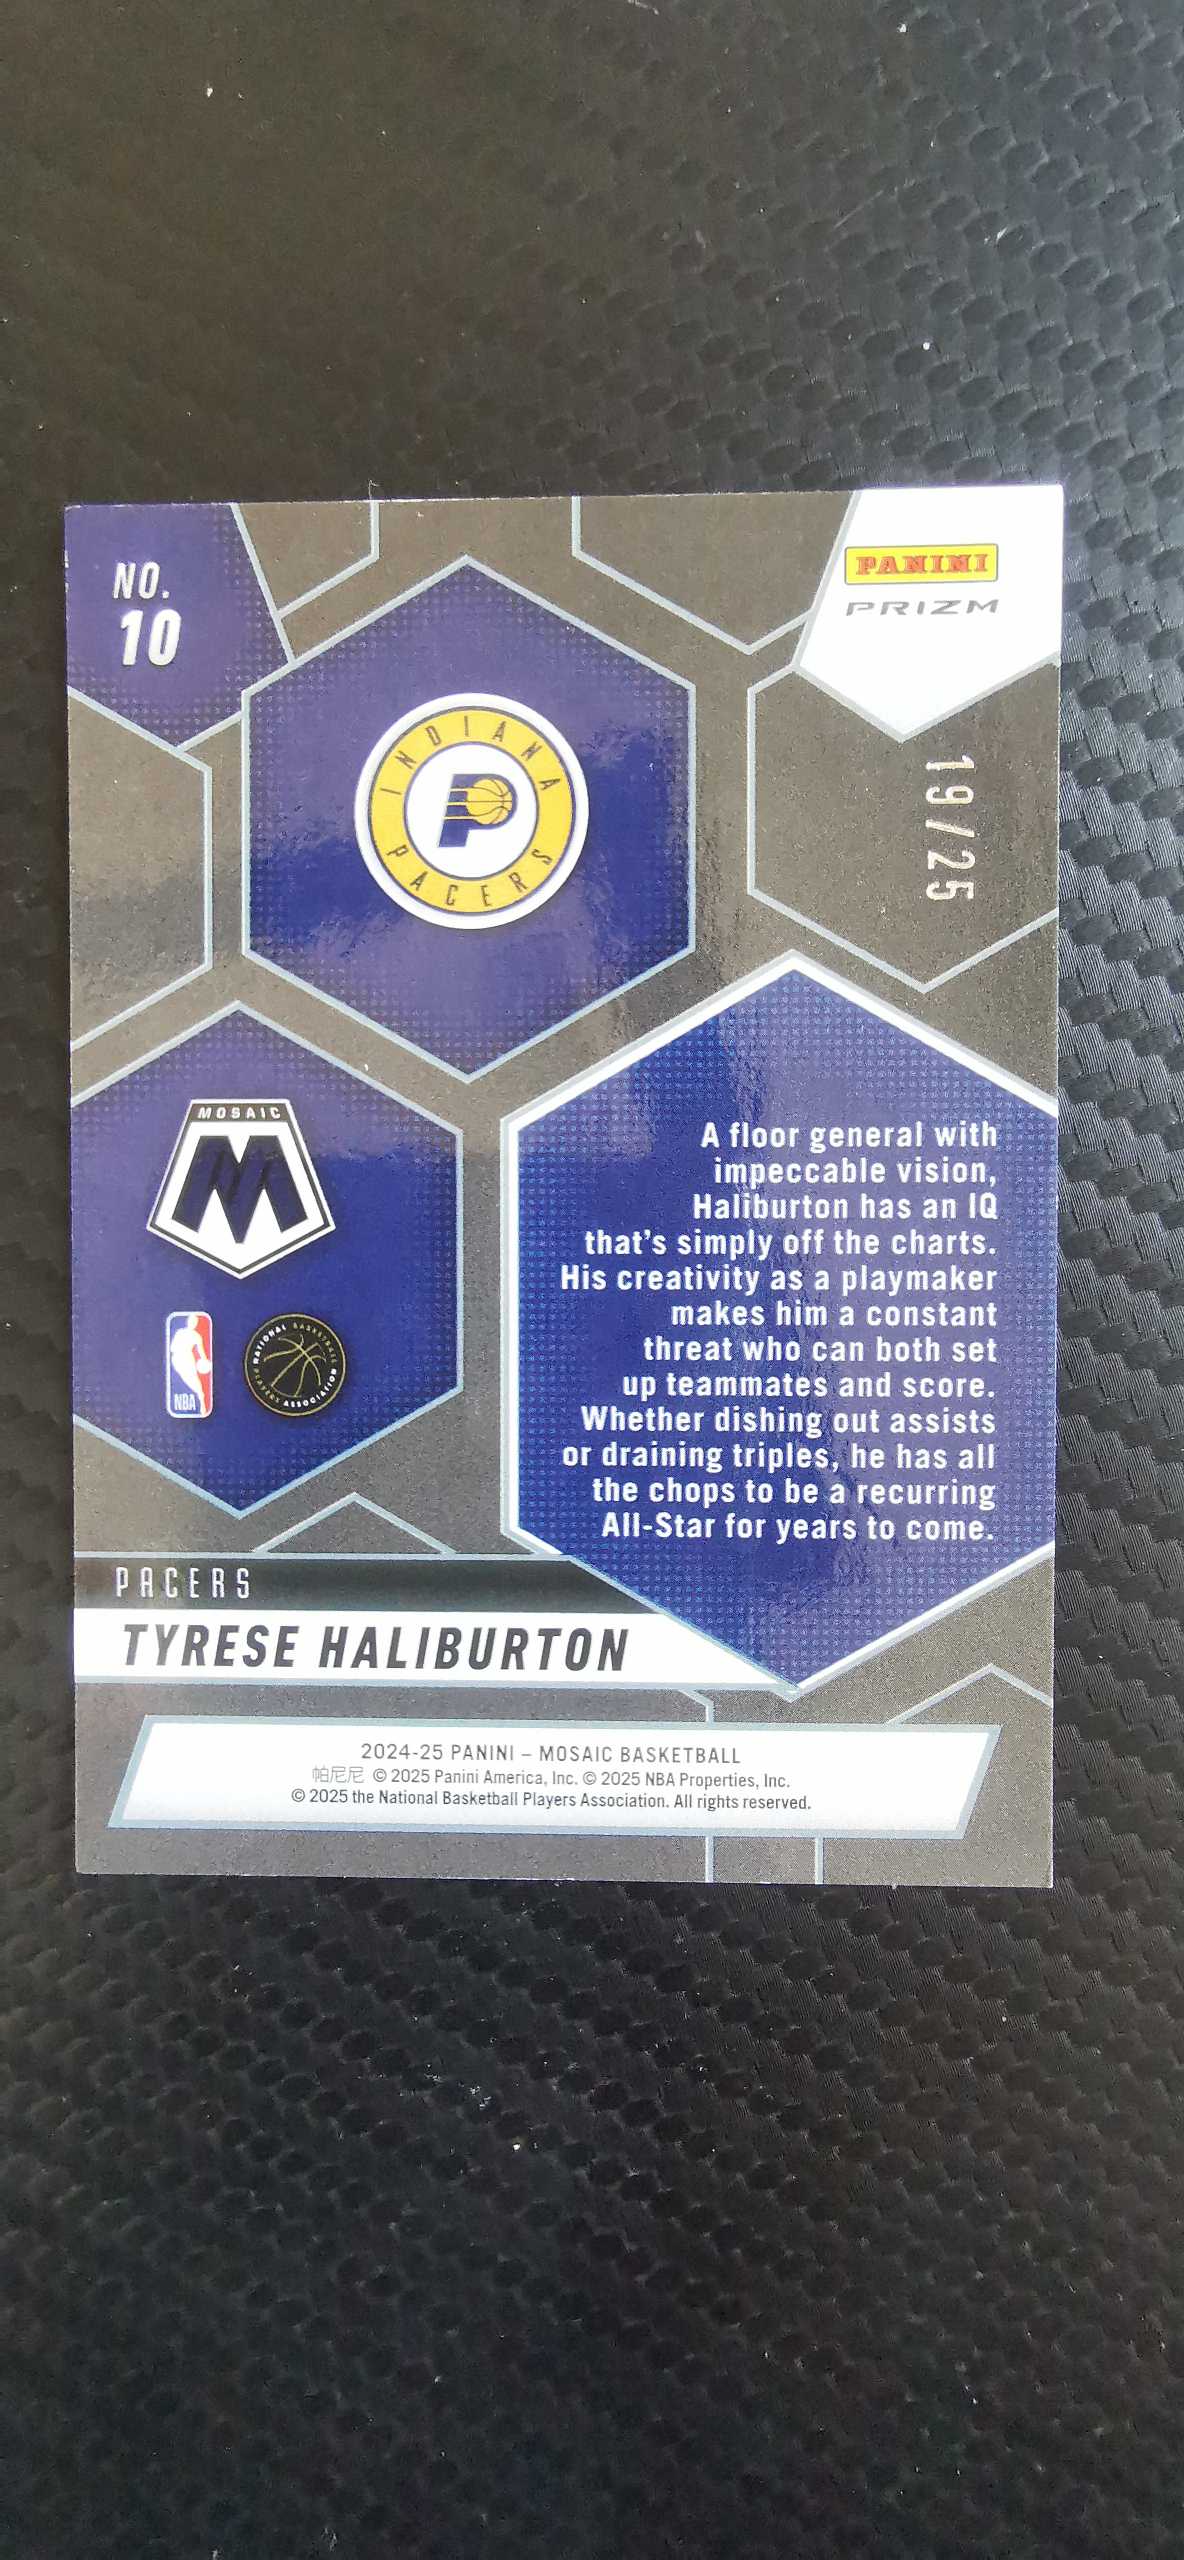 NO.
10
PANINI
PRIZM
19/25
INDIANA
PACERS
A floor general with
impeccable vision,
Haliburton has an IQ
that's simply off the charts.
His creativity as a playmaker
makes him a constant
threat who can both set
up teammates and score.
Whether dishing out assists
or draining triples, he has all
the chops to be a recurring
All-Star for years to come.
MOSAIC
M
NBA
NATIONAL BASKETBALL
PLAYERS ASSOCIATION
PACERS
TYRESE HALIBURTON
2024-25 PANINI – MOSAIC BASKETBALL
帕尼尼 © 2025 Panini America, Inc. © 2025 NBA Properties, Inc.
© 2025 the National Basketball Players Association. All rights reserved.